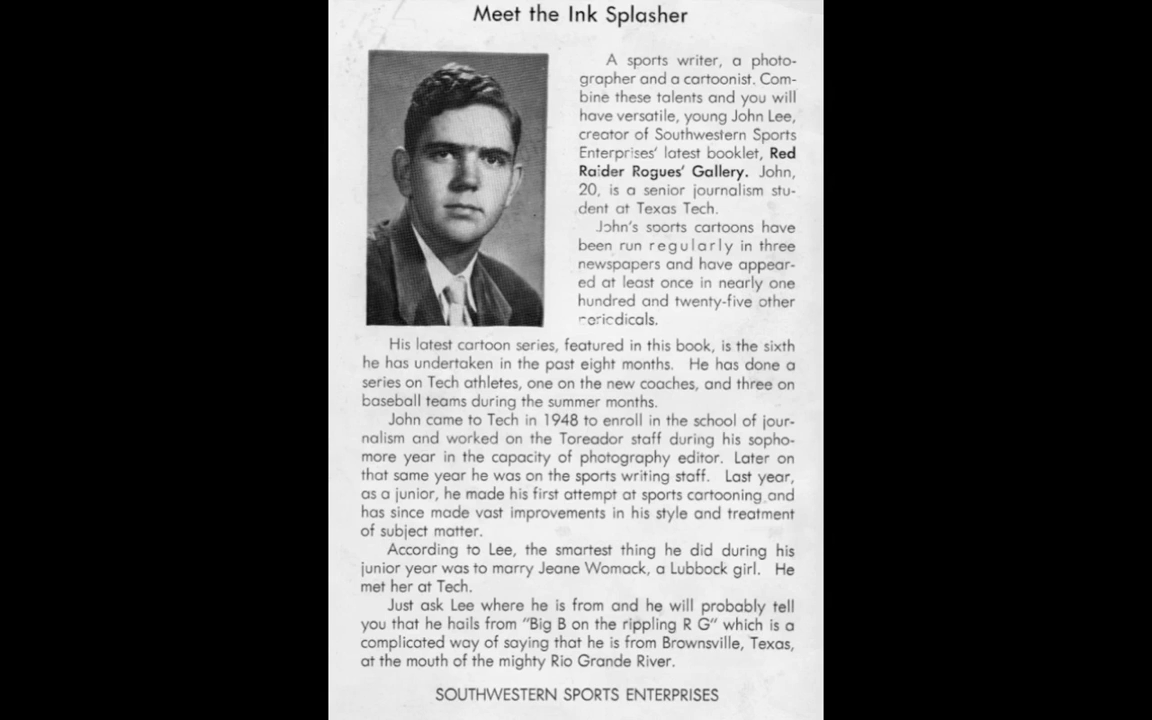 Meet the Ink Splasher
A sports writer, a photo-
grapher and a cartoonist. Com-
bine these talents and you will
have versatile, young John Lee,
creator of Southwestern Sports
Enterprises' latest booklet, Red
Raider Rogues' Gallery. John,
20, is a senior journalism stu-
dent at Texas Tech.
John's sports cartoons have
been run regularly in three
newspapers and have appear-
ed at least once in nearly one
hundred and twenty-five other
periodicals.
His latest cartoon series, featured in this book, is the sixth
he has undertaken in the past eight months. He has done a
series on Tech athletes, one on the new coaches, and three on
baseball teams during the summer months.
John came to Tech in 1948 to enroll in the school of jour-
nalism and worked on the Toreador staff during his sopho-
more year in the capacity of photography editor. Later on
that same year he was on the sports writing staff. Last year,
as a junior, he made his first attempt at sports cartooning and
has since made vast improvements in his style and treatment
of subject matter.
According to Lee, the smartest thing he did during his
junior year was to marry Jeane Womack, a Lubbock girl. He
met her at Tech.
Just ask Lee where he is from and he will probably tell
you that he hails from "Big B on the rippling R G" which is a
complicated way of saying that he is from Brownsville, Texas,
at the mouth of the mighty Rio Grande River.
SOUTHWESTERN SPORTS ENTERPRISES